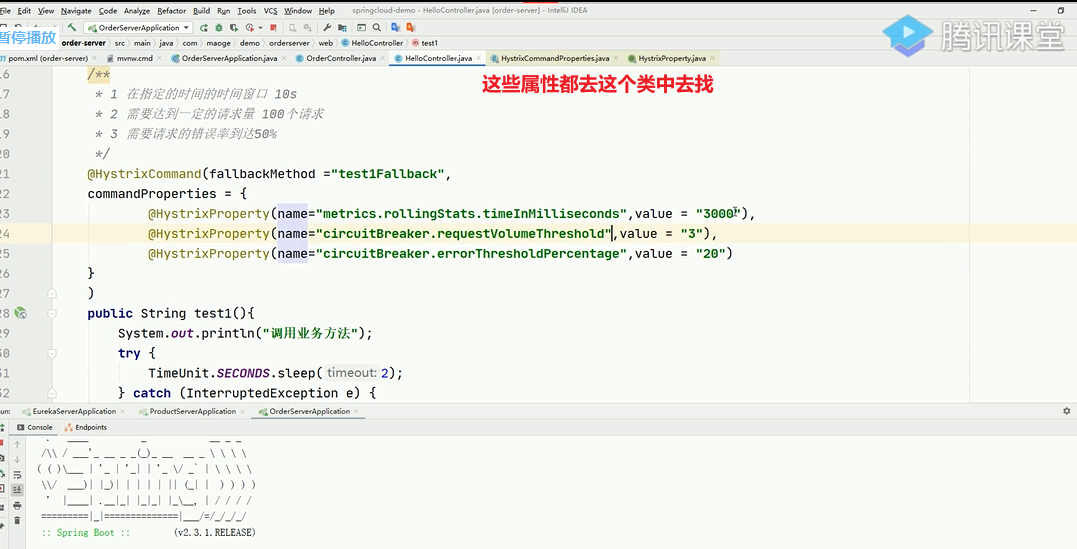 File Edit View Navigate Code Analyze Refactor Build Run Tools VCS Window Help springcloud-demo - HelloController.java [order-server] - IntelliJ IDEA
OrderServerApplication
暂停播放
腾讯课堂
order-server src main java com maoge demo orderserver web HelloController test1
pom.xml (order-server) mvnw.cmd OrderServerApplication.java OrderController.java HelloController.java HystrixCommandProperties.java HystrixProperty.java
这些属性都去这个类中去找
16 /**
17 * 1 在指定的时间的时间窗口 10s
18 * 2 需要达到一定的请求量 100个请求
19 * 3 需要请求的错误率到达50%
20 */
21 @HystrixCommand(fallbackMethod ="test1Fallback",
22 commandProperties = {
23 @HystrixProperty(name="metrics.rollingStats.timeInMilliseconds",value = "3000"),
24 @HystrixProperty(name="circuitBreaker.requestVolumeThreshold",value = "3"),
25 @HystrixProperty(name="circuitBreaker.errorThresholdPercentage",value = "20")
26 }
27 )
28 public String test1(){
29 System.out.println("调用业务方法");
30 try {
31 TimeUnit.SECONDS.sleep( timeout: 2);
32 } catch (InterruptedException e) {
un: EurekaServerApplication ProductServerApplication OrderServerApplication
Console Endpoints
:: Spring Boot :: (v2.3.1.RELEASE)